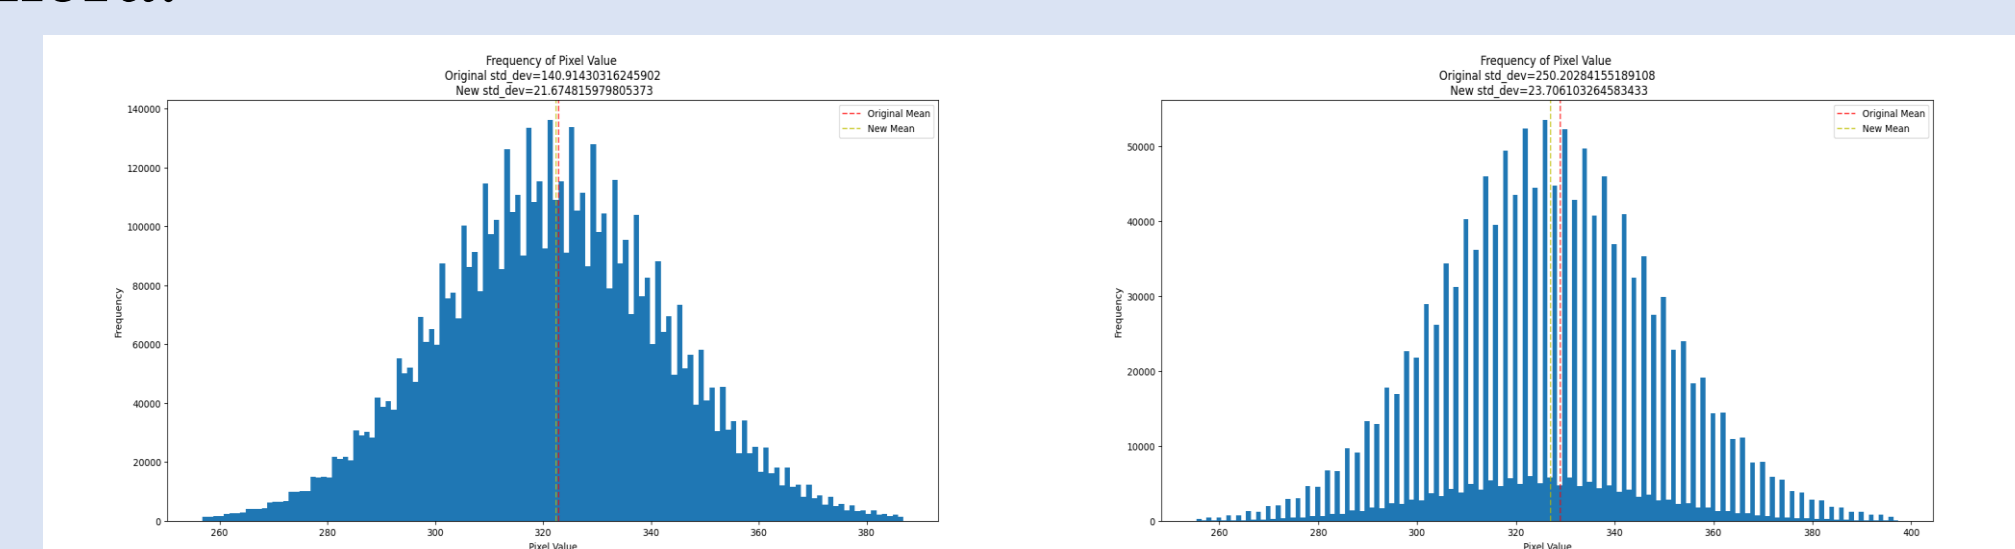 Frequency of Pixel Value
Original std_dev=140.91430316245902
New std_dev=21.674815979805373
Original Mean
New Mean
140000
120000
100000
80000
60000
40000
20000
0
Frequency
260
280
300
320
340
360
380
Pixel Value
Frequency of Pixel Value
Original std_dev=250.20284155189108
New std_dev=23.706103264583433
Original Mean
New Mean
50000
40000
30000
20000
10000
0
Frequency
260
280
300
320
340
360
380
400
Pixel Value